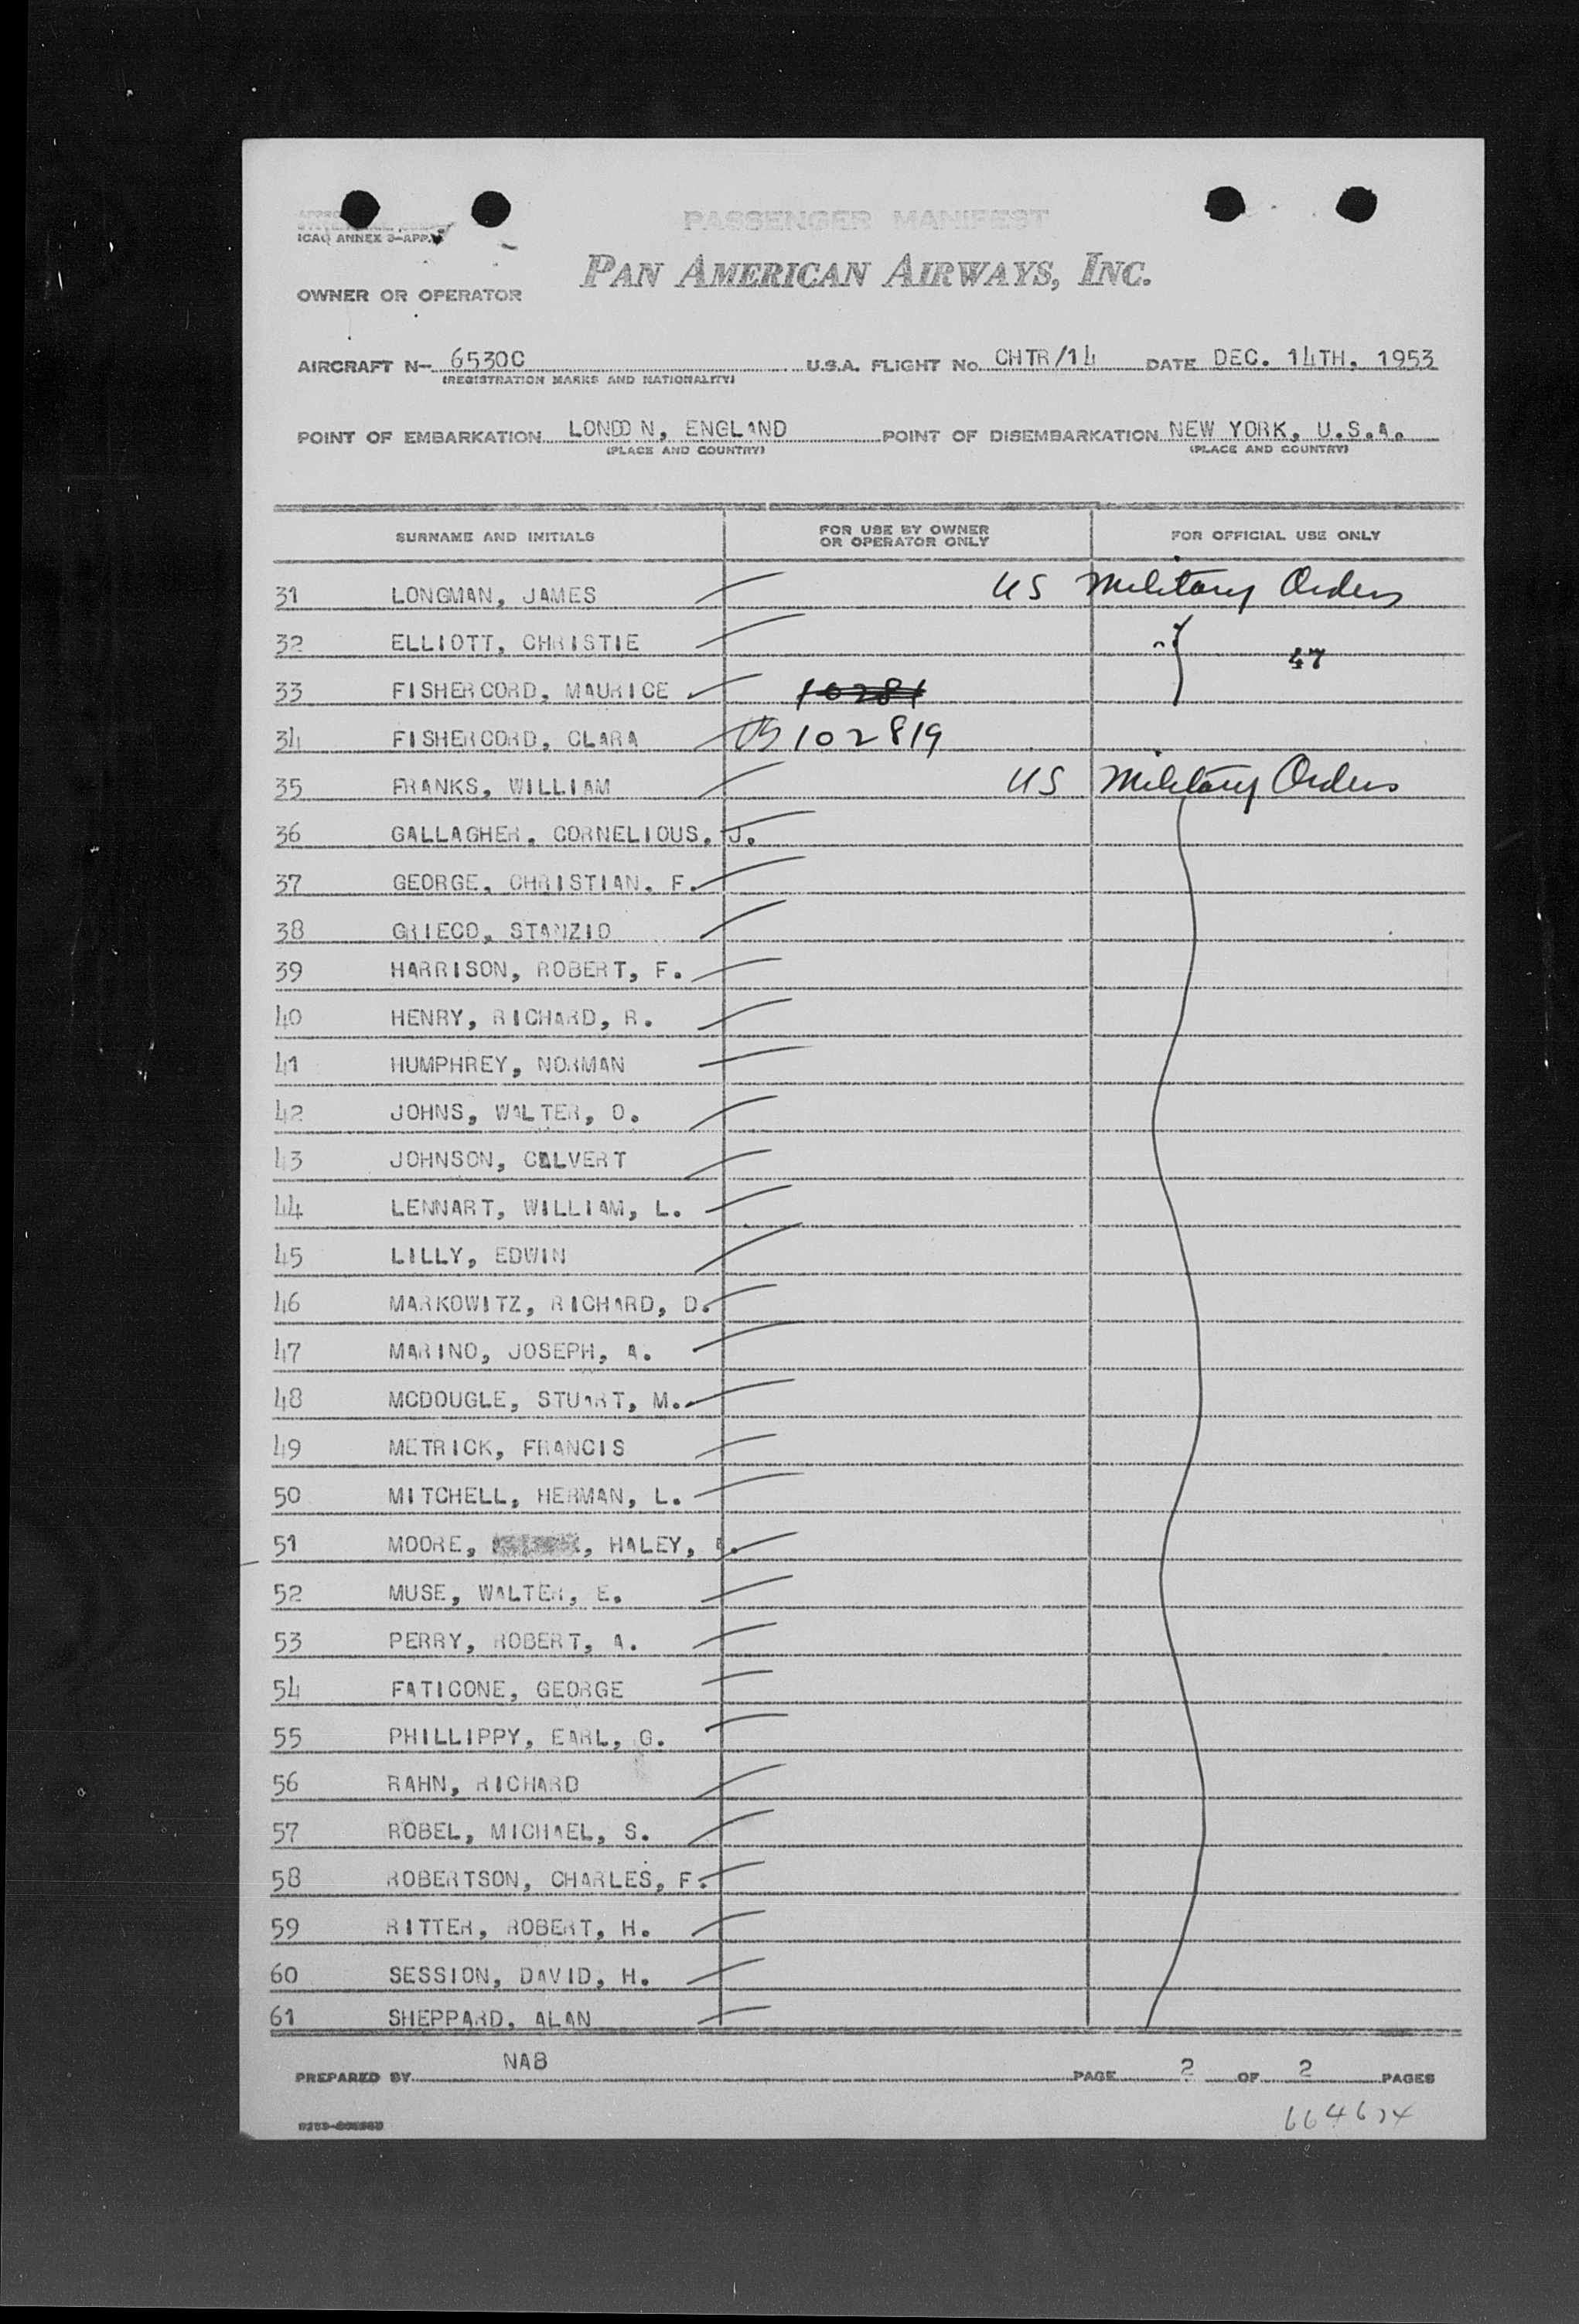 PASSENGER MANIFEST
ICAO ANNEX 9-APP.
PAN AMERICAN AIRWAYS, INC.
OWNER OR OPERATOR
AIRCRAFT N- 6530C U.S.A. FLIGHT No. CHTR/14 DATE DEC. 14TH, 1953
(REGISTRATION MARKS AND NATIONALITY)
POINT OF EMBARKATION LONDON, ENGLAND POINT OF DISEMBARKATION NEW YORK, U.S.A.
(PLACE AND COUNTRY) (PLACE AND COUNTRY)
SURNAME AND INITIALS FOR USE BY OWNER OR OPERATOR ONLY FOR OFFICIAL USE ONLY
31 LONGMAN, JAMES US Military Orders
32 ELLIOTT, CHRISTIE 47
33 FISHERCORD, MAURICE 10281
34 FISHERCORD, CLARA 102819
35 FRANKS, WILLIAM US Military Orders
36 GALLAGHER, CORNELIOUS, J.
37 GEORGE, CHRISTIAN, F.
38 GRIECO, STANZIO
39 HARRISON, ROBERT, F.
40 HENRY, RICHARD, R.
41 HUMPHREY, NORMAN
42 JOHNS, WALTER, O.
43 JOHNSON, CALVERT
44 LENNART, WILLIAM, L.
45 LILLY, EDWIN
46 MARKOWITZ, RICHARD, D.
47 MARINO, JOSEPH, A.
48 MCDOUGLE, STUART, M.
49 METRICK, FRANCIS
50 MITCHELL, HERMAN, L.
51 MOORE, HALEY,
52 MUSE, WALTER, E.
53 PERRY, ROBERT, A.
54 FATICONE, GEORGE
55 PHILLIPPY, EARL, G.
56 RAHN, RICHARD
57 ROBEL, MICHAEL, S.
58 ROBERTSON, CHARLES, F.
59 RITTER, ROBERT, H.
60 SESSION, DAVID, H.
61 SHEPPARD, ALAN
PREPARED BY NAB PAGE 2 OF 2 PAGES